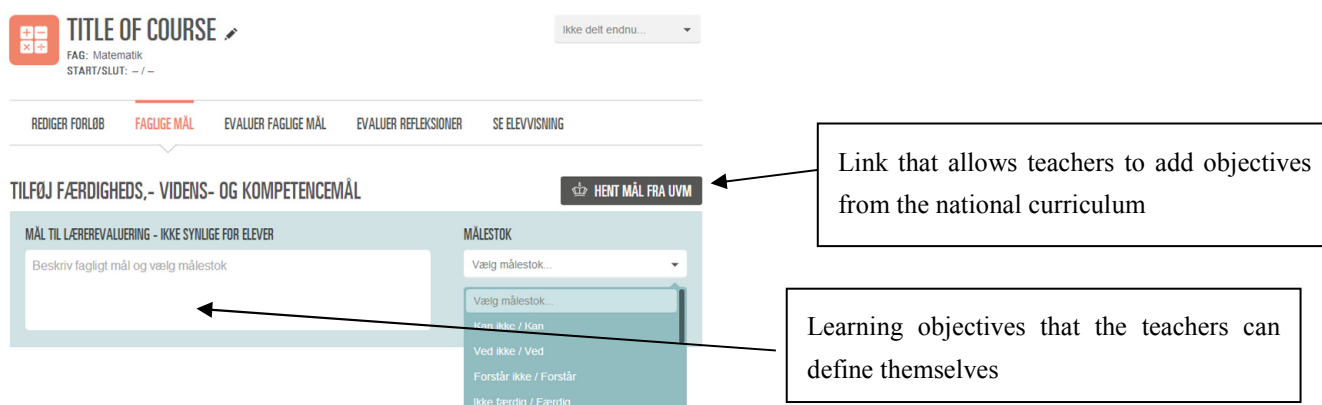 TITLE OF COURSE
Ikke delt endnu...
FAG: Matematik
START/SLUT: – / –
REDIGER FORLØB FAGLIGE MÅL EVALUER FAGLIGE MÅL EVALUER REFLEKSIONER SE ELEVVISNING
Link that allows teachers to add objectives
from the national curriculum
TILFØJ FÆRDIGHEDS,- VIDENS- OG KOMPETENCEMÅL
HENT MÅL FRA UVM
MÅL TIL LÆREREVALUERING - IKKE SYNLIGE FOR ELEVER
MÅLESTOK
Beskriv fagligt mål og vælg målestok
Vælg målestok...
Vælg målestok...
Kan ikke / Kan
Ved ikke / Ved
Forstår ikke / Forstår
Ikke færdig / Færdig
Learning objectives that the teachers can
define themselves